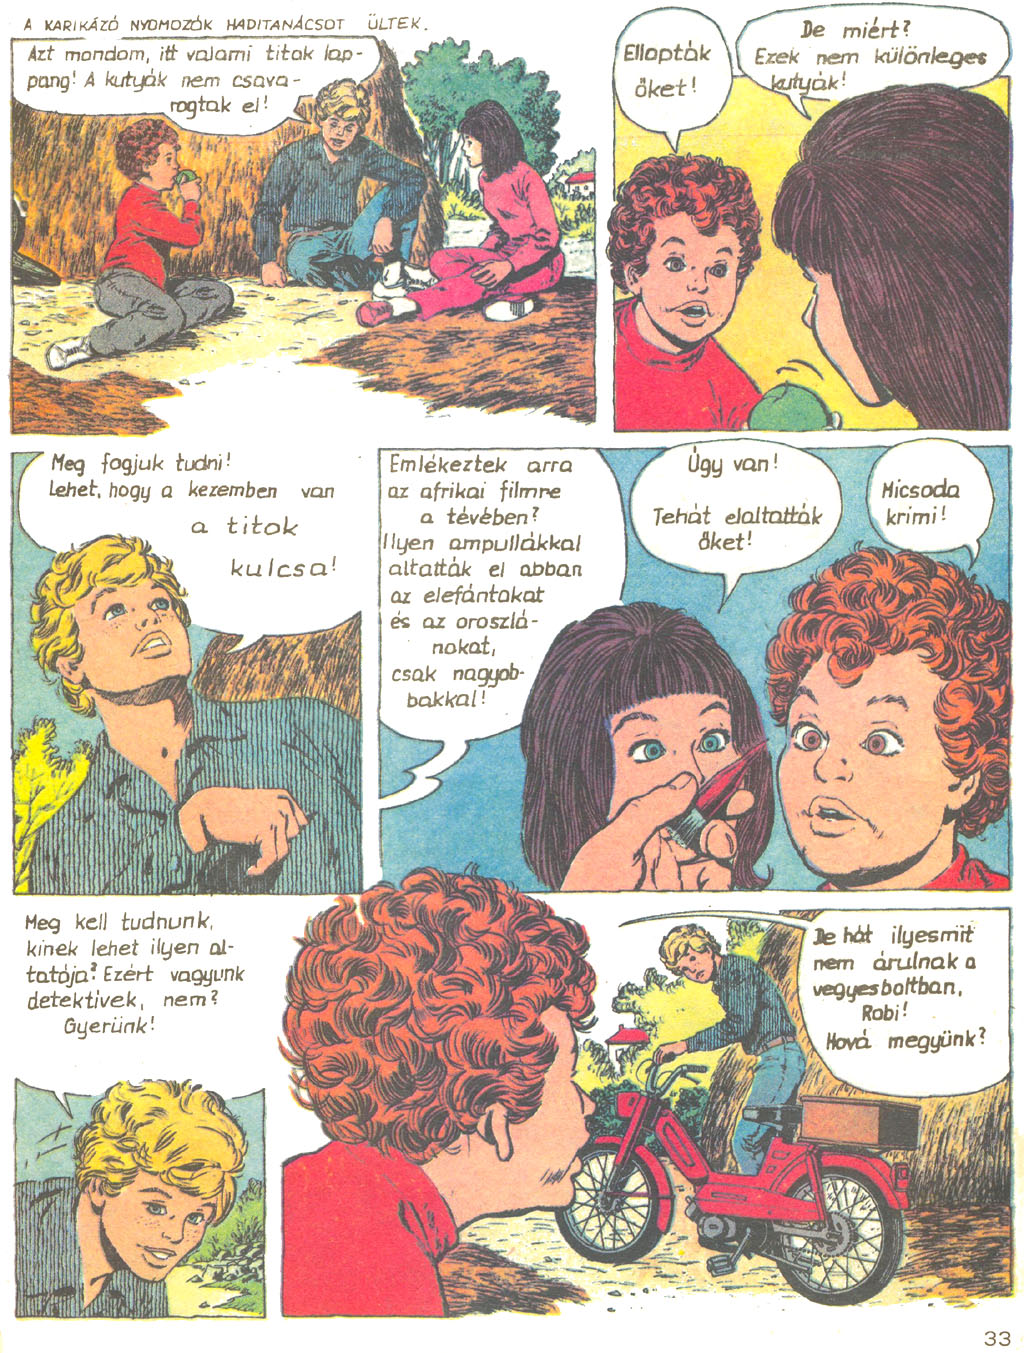 A KARIKÁZÓ NYOMOZÓK HADITANÁCSOT ÜLTEK.
Azt mondom, itt valami titok lap-
pang! A kutyák nem csava-
rogtak el!
Ellopták
őket!
De miért?
Ezek nem különleges
kutyák!
Meg fogjuk tudni!
Lehet, hogy a kezemben van
a titok
kulcsa!
Emlékeztek arra
az afrikai filmre
a tévében?
Ilyen ampullákkal
altatták el abban
az elefántokat
és az oroszlá-
nokat,
csak nagyob-
bakkal!
Úgy van!
Tehát elaltatták
őket!
Micsoda
krimi!
Meg kell tudnunk,
kinek lehet ilyen al-
tatója? Ezért vagyunk
detektívek, nem?
Gyerünk!
De hát ilyesmit
nem árulnak a
vegyesboltban,
Robi!
Hová megyünk?
33